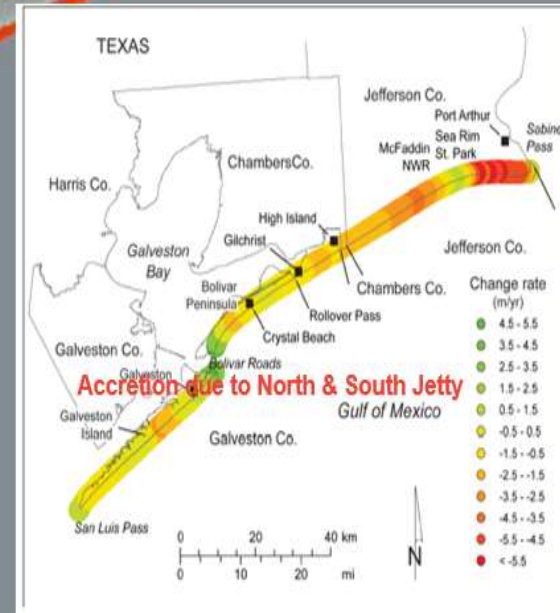 TEXAS
Jefferson Co.
Port Arthur
Sabine
Pass
Sea Rim
St. Park
McFaddin
NWR
ChambersCo.
Harris Co.
High Island
Gilchrist
Galveston
Bay
Jefferson Co.
Bolivar
Peninsula
Chambers Co.
Rollover Pass
Crystal Beach
Galveston Co.
Bolivar Roads
Galveston
Accretion due to North & South Jetty
Gulf of Mexico
Galveston
Island
Galveston Co.
San Luis Pass
Change rate
(m/yr)
4.5 - 5.5
3.5 - 4.5
2.5 - 3.5
1.5 - 2.5
0.5 - 1.5
-0.5 - 0.5
-1.5 - -0.5
-2.5 - -1.5
-3.5 - -2.5
-4.5 - -3.5
-5.5 - -4.5
< -5.5
0 20 40 km
0 10 20 mi
N